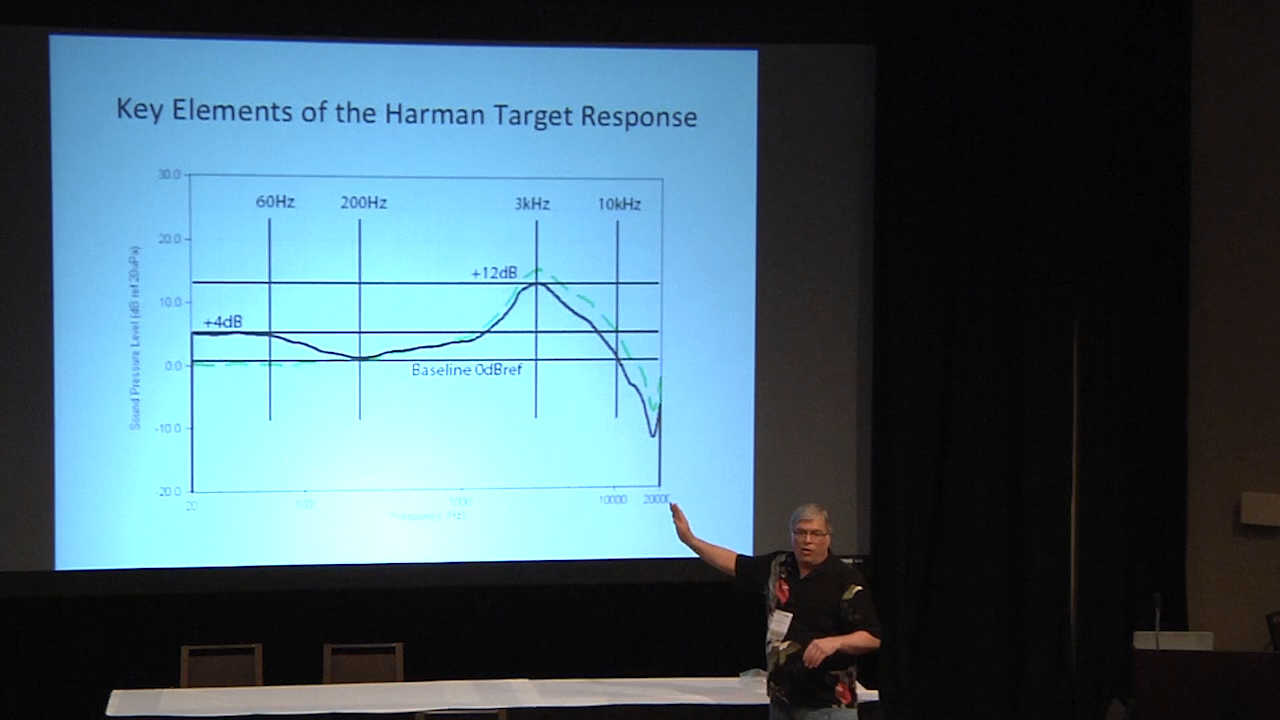 Key Elements of the Harman Target Response
30.0
60Hz 200Hz 3kHz 10kHz
20.0
+12dB
10.0
+4dB
0.0
Baseline 0dBref
-10.0
-20.0
20 100 1000 10000 20000
Frequency (Hz)
Sound Pressure Level (dB ref 20uPa)